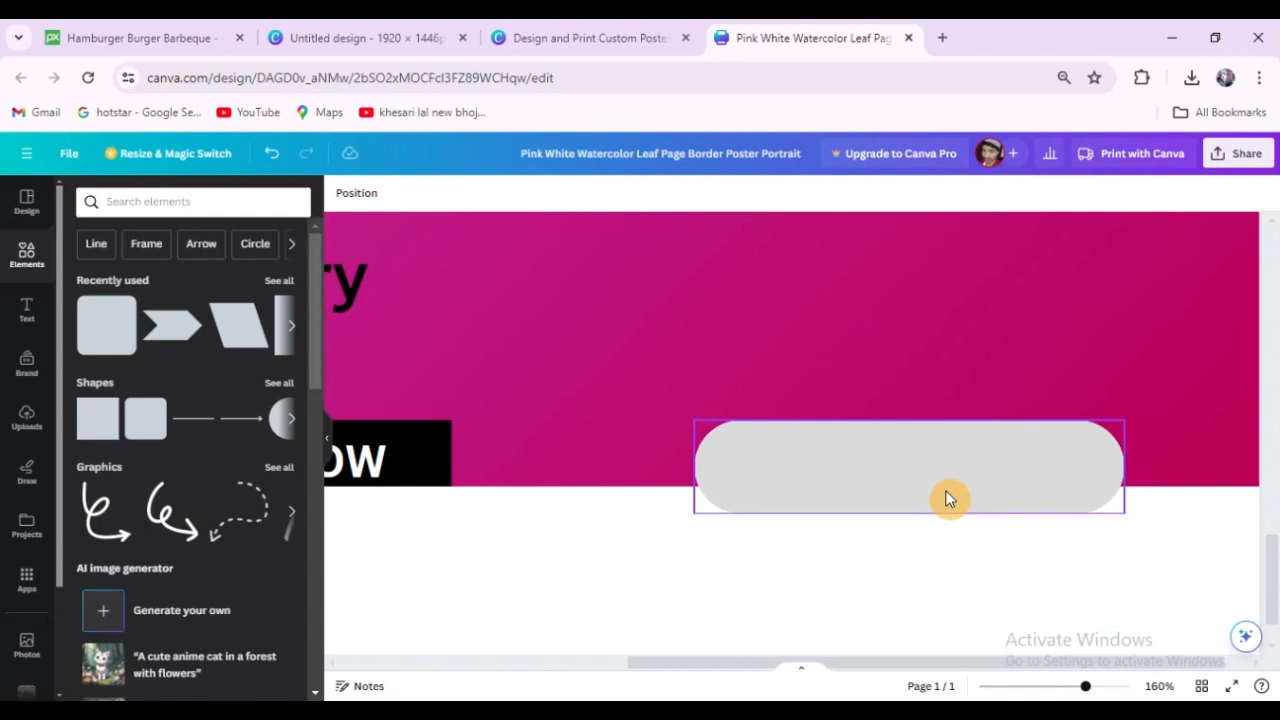 Hamburger Burger Barbeque -
Untitled design - 1920 × 1446p
Design and Print Custom Poste
Pink White Watercolor Leaf Pag
canva.com/design/DAGD0v_aNMw/2bSO2xMOCFcl3FZ89WCHqw/edit
Gmail
hotstar - Google Se...
YouTube
Maps
khesari lal new bhoj...
All Bookmarks
File
Resize & Magic Switch
Pink White Watercolor Leaf Page Border Poster Portrait
Upgrade to Canva Pro
Print with Canva
Share
Design
Elements
Text
Brand
Uploads
Draw
Projects
Apps
Photos
Search elements
Line
Frame
Arrow
Circle
Recently used
See all
Shapes
See all
Graphics
See all
AI image generator
Generate your own
"A cute anime cat in a forest
with flowers"
Position
ry
ow
Activate Windows
Go to Settings to activate Windows.
Notes
Page 1 / 1
160%